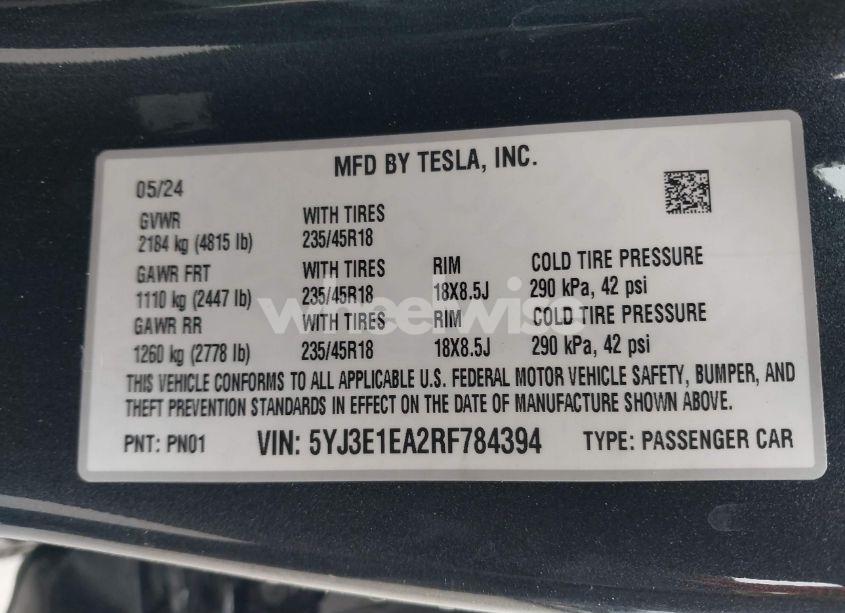 MFD BY TESLA, INC.
05/24
GVWR WITH TIRES
2184 kg (4815 lb) 235/45R18
GAWR FRT WITH TIRES RIM COLD TIRE PRESSURE
1110 kg (2447 lb) 235/45R18 18X8.5J 290 kPa, 42 psi
GAWR RR WITH TIRES RIM COLD TIRE PRESSURE
1260 kg (2778 lb) 235/45R18 18X8.5J 290 kPa, 42 psi
THIS VEHICLE CONFORMS TO ALL APPLICABLE U.S. FEDERAL MOTOR VEHICLE SAFETY, BUMPER, AND
THEFT PREVENTION STANDARDS IN EFFECT ON THE DATE OF MANUFACTURE SHOWN ABOVE.
PNT: PN01 VIN: 5YJ3E1EA2RF784394 TYPE: PASSENGER CAR
wheelwise